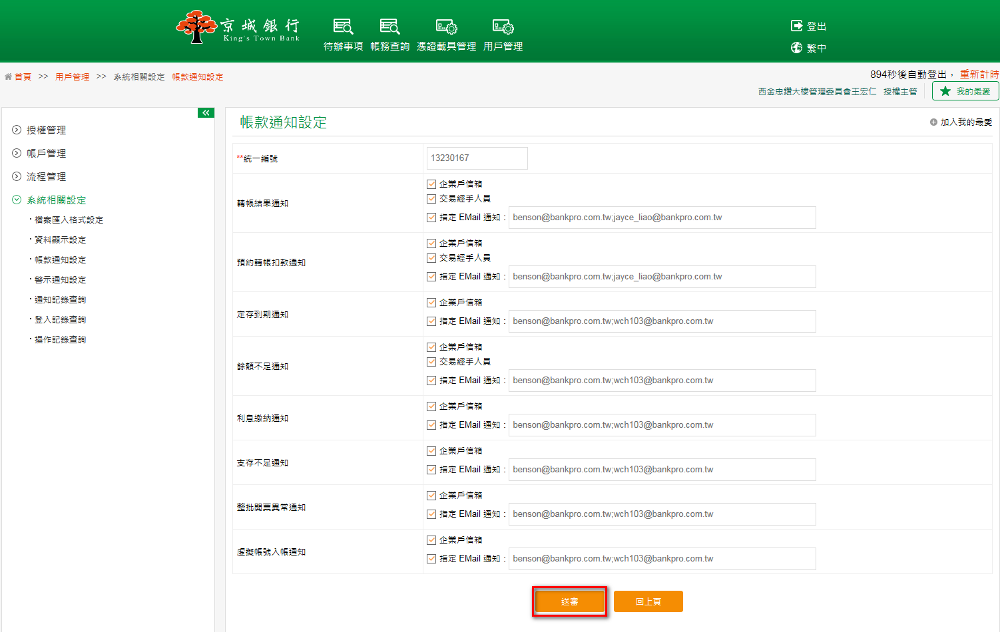 京城銀行
King's Town Bank
待辦事項 帳務查詢 憑證載具管理 用戶管理
登出
繁中
首頁 >> 用戶管理 >> 系統相關設定 帳款通知設定
894秒後自動登出， 重新計時
西金忠鑽大樓管理委員會王宏仁 授權主管
我的最愛
授權管理
帳戶管理
流程管理
系統相關設定
‧檔案匯入格式設定
‧資料顯示設定
‧帳款通知設定
‧警示通知設定
‧通知記錄查詢
‧登入記錄查詢
‧操作記錄查詢
帳款通知設定
加入我的最愛
**統一編號
13230167
轉帳結果通知
企業戶信箱
交易經手人員
指定 EMail 通知： benson@bankpro.com.tw;jayce_liao@bankpro.com.tw
預約轉帳扣款通知
企業戶信箱
交易經手人員
指定 EMail 通知： benson@bankpro.com.tw;jayce_liao@bankpro.com.tw
定存到期通知
企業戶信箱
指定 EMail 通知： benson@bankpro.com.tw;wch103@bankpro.com.tw
餘額不足通知
企業戶信箱
交易經手人員
指定 EMail 通知： benson@bankpro.com.tw;wch103@bankpro.com.tw
利息繳納通知
企業戶信箱
指定 EMail 通知： benson@bankpro.com.tw;wch103@bankpro.com.tw
支存不足通知
企業戶信箱
指定 EMail 通知： benson@bankpro.com.tw;wch103@bankpro.com.tw
整批開票異常通知
企業戶信箱
指定 EMail 通知： benson@bankpro.com.tw;wch103@bankpro.com.tw
虛擬帳號入帳通知
企業戶信箱
指定 EMail 通知： benson@bankpro.com.tw;wch103@bankpro.com.tw
送審
回上頁